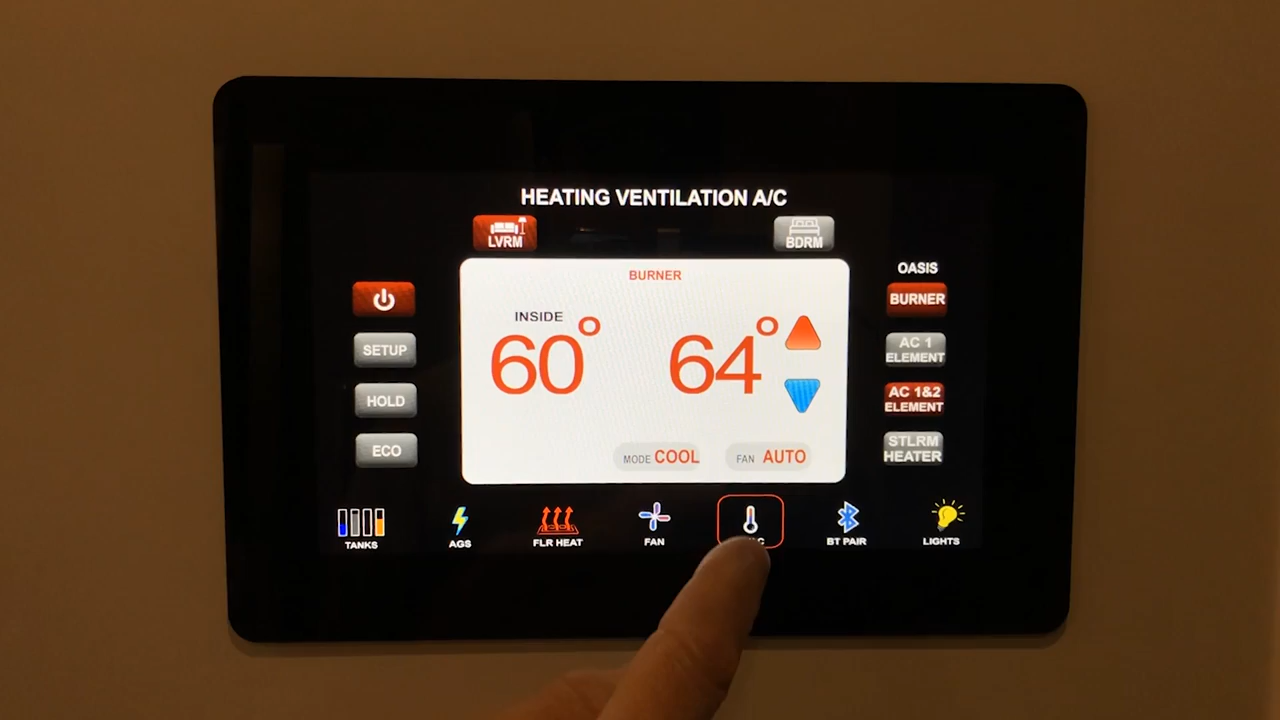 HEATING VENTILATION A/C
LVRM
BDRM
BURNER
INSIDE
60° 64°
MODE COOL FAN AUTO
SETUP
HOLD
ECO
OASIS
BURNER
AC 1
ELEMENT
AC 1&2
ELEMENT
STLRM
HEATER
TANKS
AGS
FLR HEAT
FAN
BT PAIR
LIGHTS